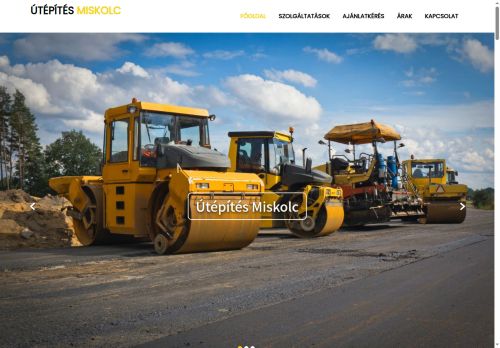 ÚTÉPÍTÉS MISKOLC
FŐOLDAL SZOLGÁLTATÁSOK AJÁNLATKÉRÉS ÁRAK KAPCSOLAT
Útépítés Miskolc